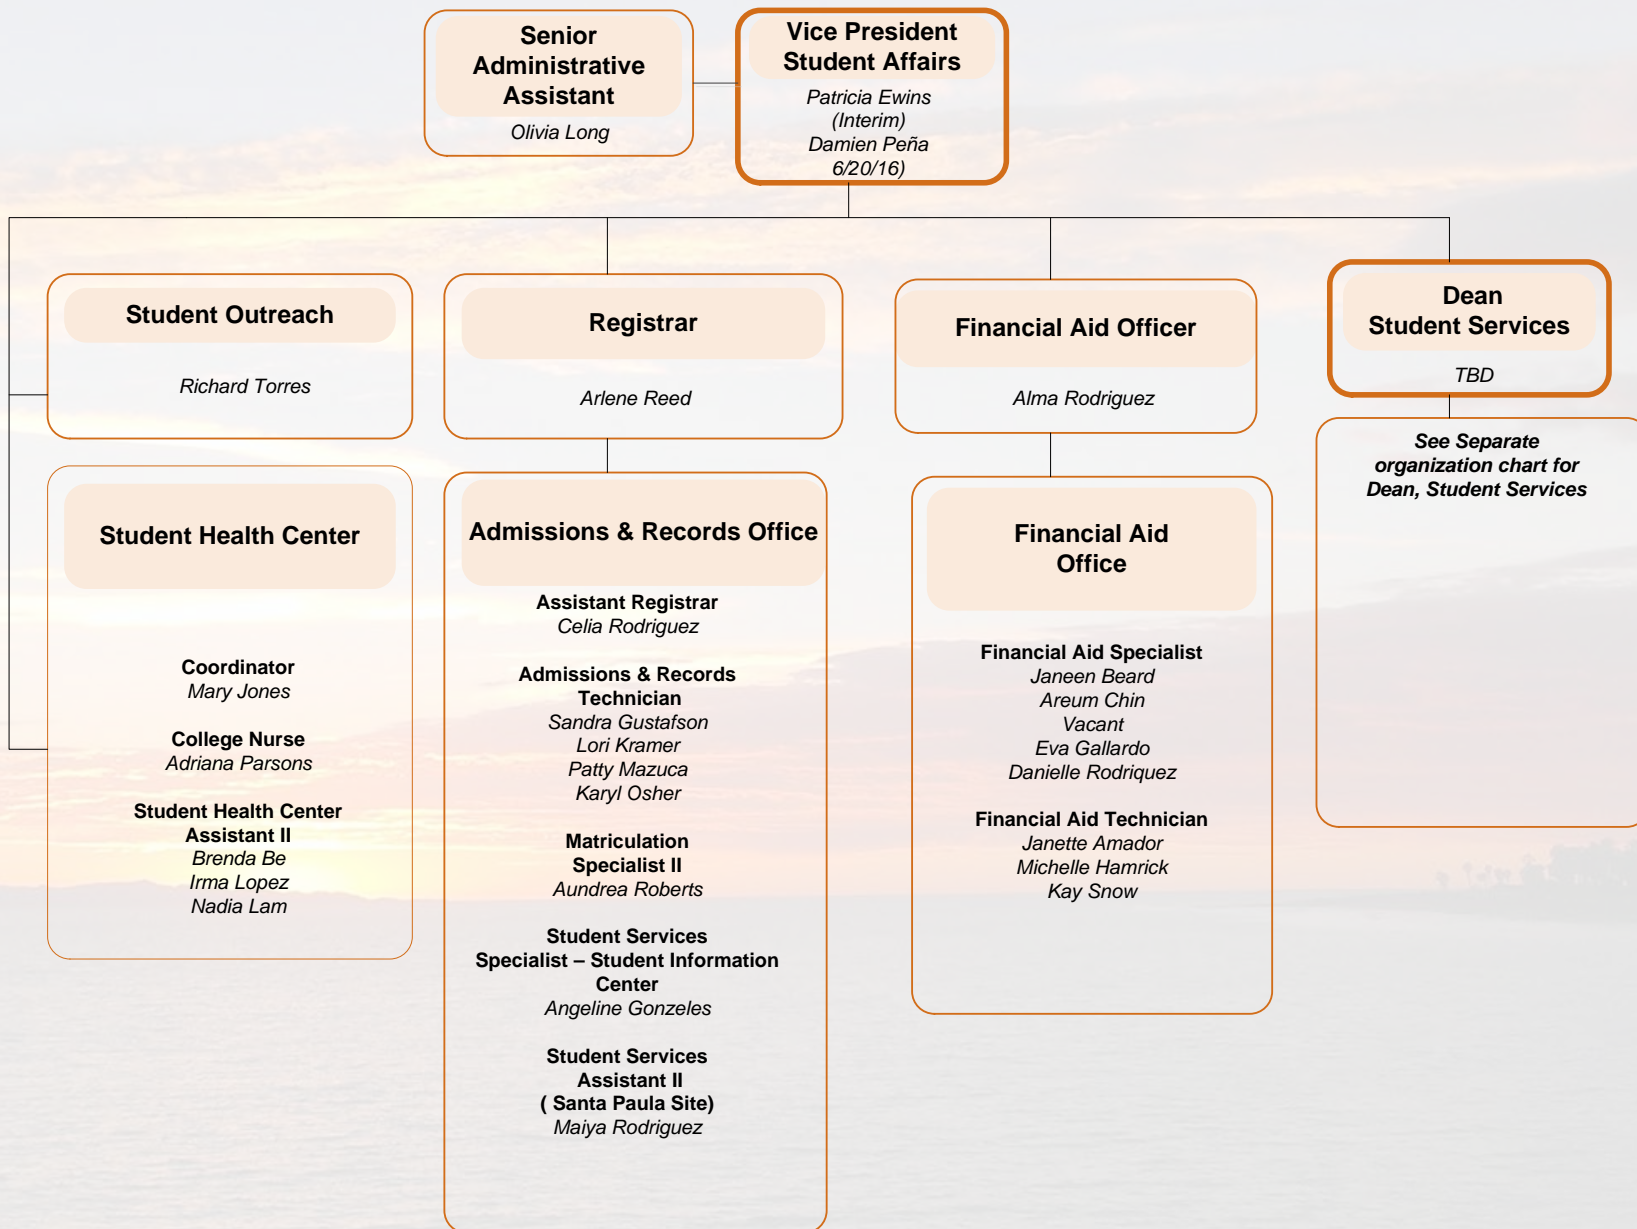 Senior
Administrative
Assistant
Olivia Long
Vice President
Student Affairs
Patricia Ewins
(Interim)
Damien Peña
6/20/16)
Student Outreach
Richard Torres
Registrar
Arlene Reed
Financial Aid Officer
Alma Rodriguez
Dean
Student Services
TBD
See Separate
organization chart for
Dean, Student Services
Student Health Center
Coordinator
Mary Jones
College Nurse
Adriana Parsons
Student Health Center
Assistant II
Brenda Be
Irma Lopez
Nadia Lam
Admissions & Records Office
Assistant Registrar
Celia Rodriguez
Admissions & Records
Technician
Sandra Gustafson
Lori Kramer
Patty Mazuca
Karyl Osher
Matriculation
Specialist II
Aundrea Roberts
Student Services
Specialist – Student Information
Center
Angeline Gonzeles
Student Services
Assistant II
( Santa Paula Site)
Maiya Rodriguez
Financial Aid
Office
Financial Aid Specialist
Janeen Beard
Areum Chin
Vacant
Eva Gallardo
Danielle Rodriquez
Financial Aid Technician
Janette Amador
Michelle Hamrick
Kay Snow